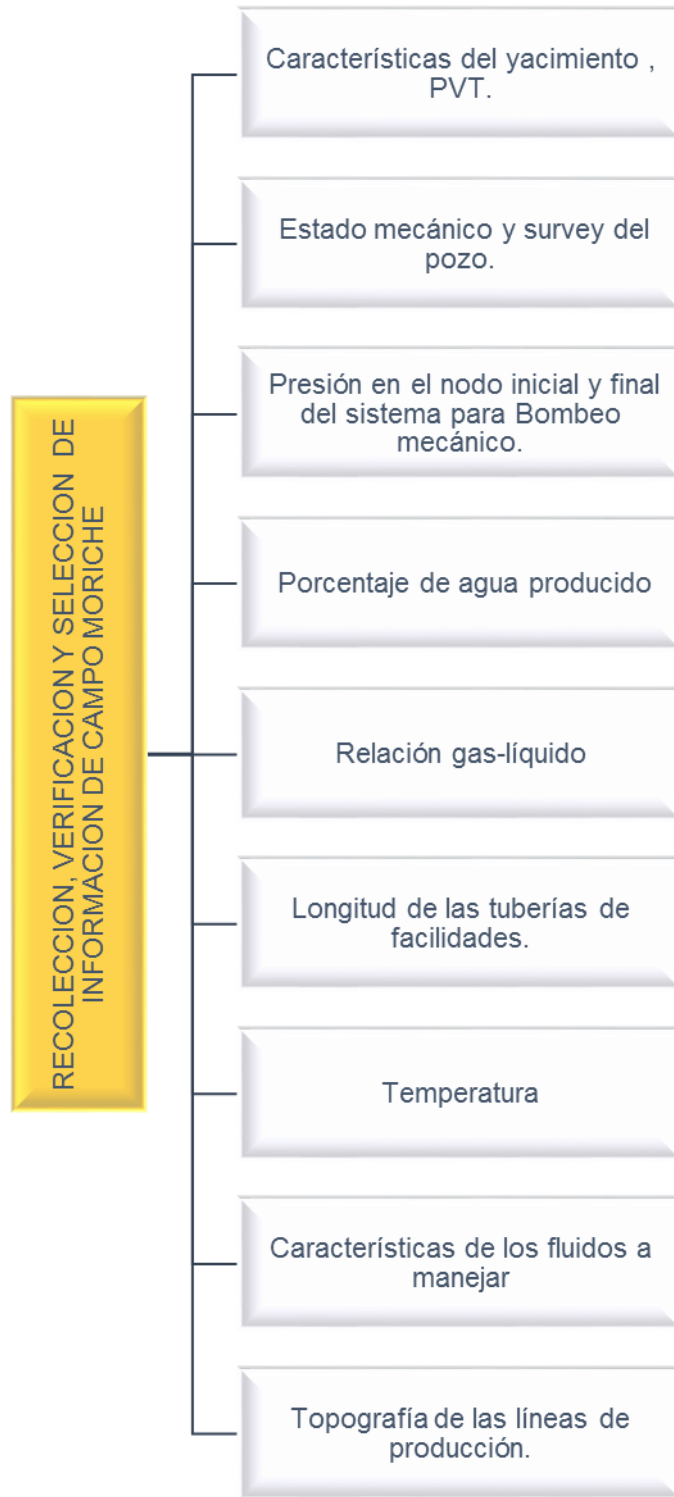 RECOLECCION, VERIFICACION Y SELECCION DE
INFORMACION DE CAMPO MORICHE
Características del yacimiento ,
PVT.
Estado mecánico y survey del
pozo.
Presión en el nodo inicial y final
del sistema para Bombeo
mecánico.
Porcentaje de agua producido
Relación gas-líquido
Longitud de las tuberías de
facilidades.
Temperatura
Características de los fluidos a
manejar
Topografía de las líneas de
producción.